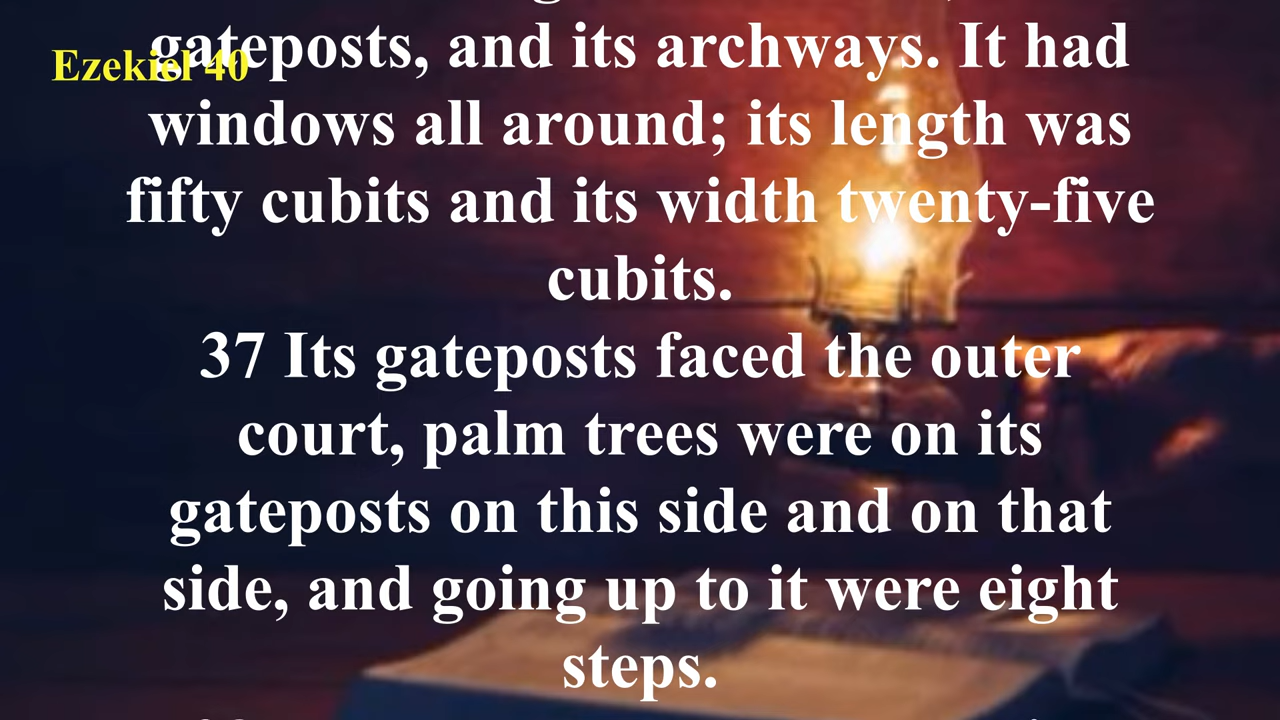 Ezekiel 40
gateposts, and its archways. It had
windows all around; its length was
fifty cubits and its width twenty-five
cubits.
37 Its gateposts faced the outer
court, palm trees were on its
gateposts on this side and on that
side, and going up to it were eight
steps.